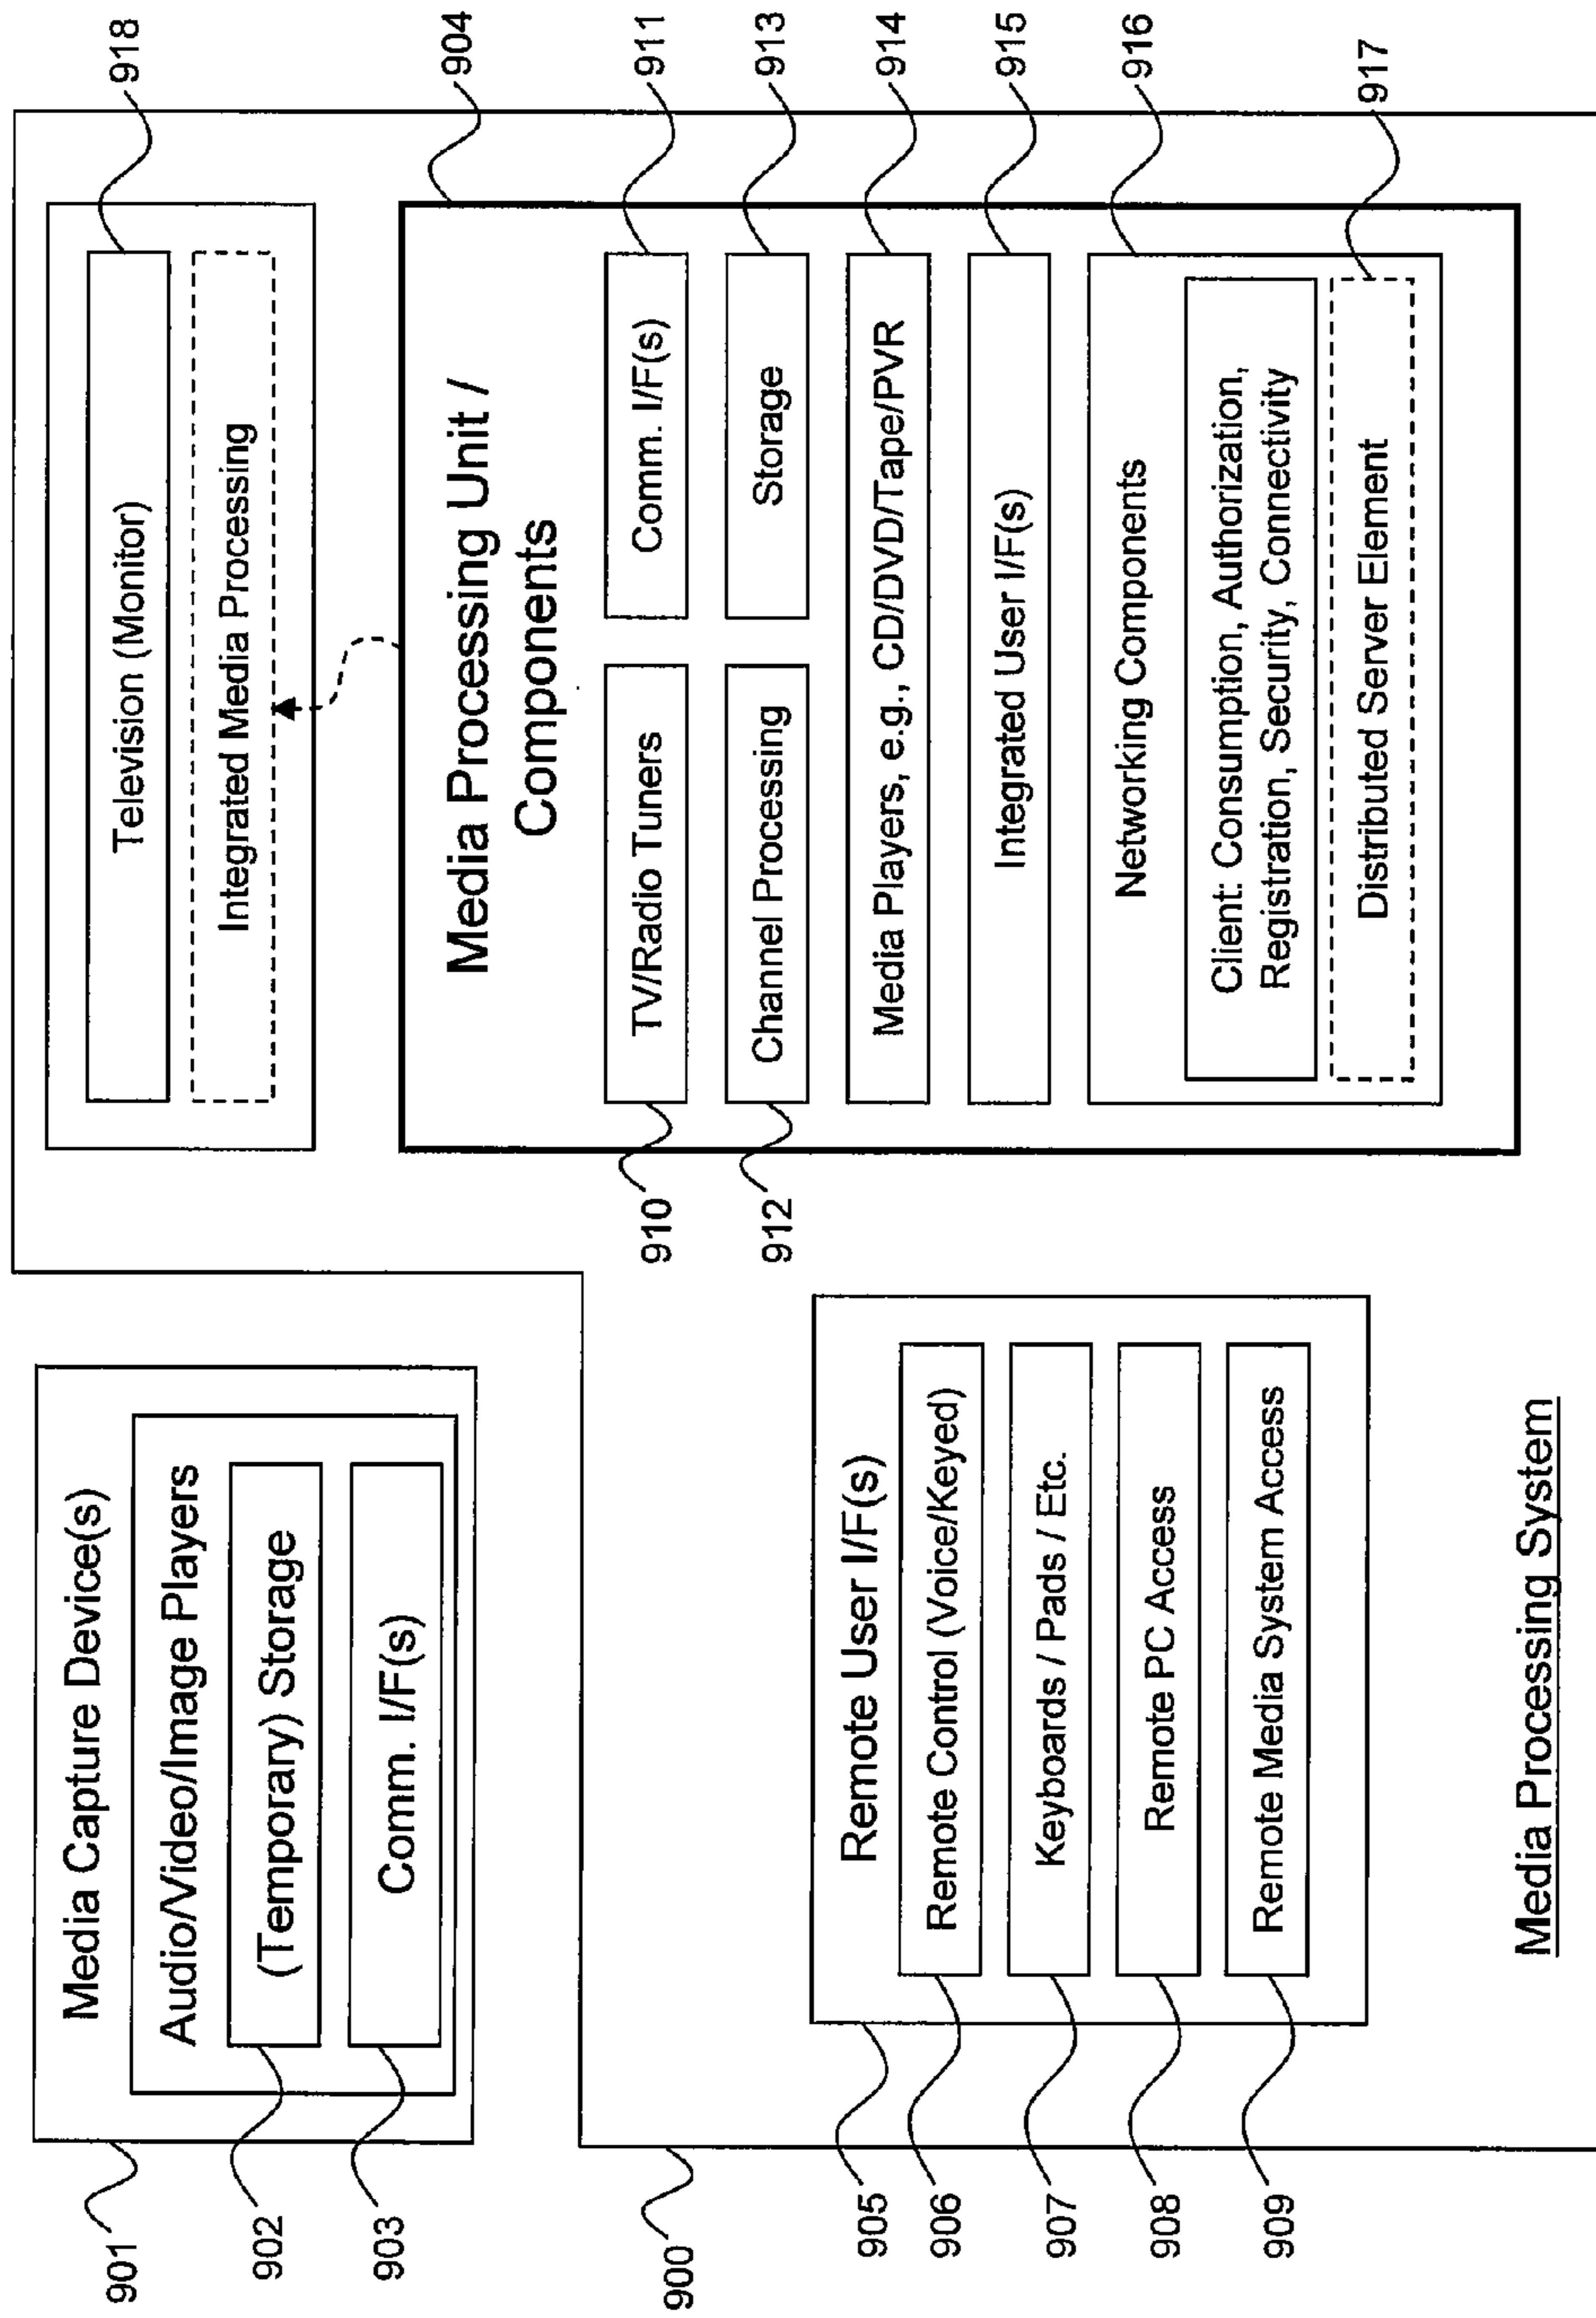 Media Capture Device(s)
Audio/Video/Image Players
(Temporary) Storage
Comm. I/F(s)
901
902
903
900
Remote User I/F(s)
Remote Control (Voice/Keyed)
Keyboards / Pads / Etc.
Remote PC Access
Remote Media System Access
905
906
907
908
909
Media Processing System
Television (Monitor)
Integrated Media Processing
918
904
Media Processing Unit /
Components
TV/Radio Tuners
Comm. I/F(s)
910
911
Channel Processing
Storage
912
913
Media Players, e.g., CD/DVD/Tape/PVR
914
Integrated User I/F(s)
915
Networking Components
916
Client: Consumption, Authorization,
Registration, Security, Connectivity
Distributed Server Element
917